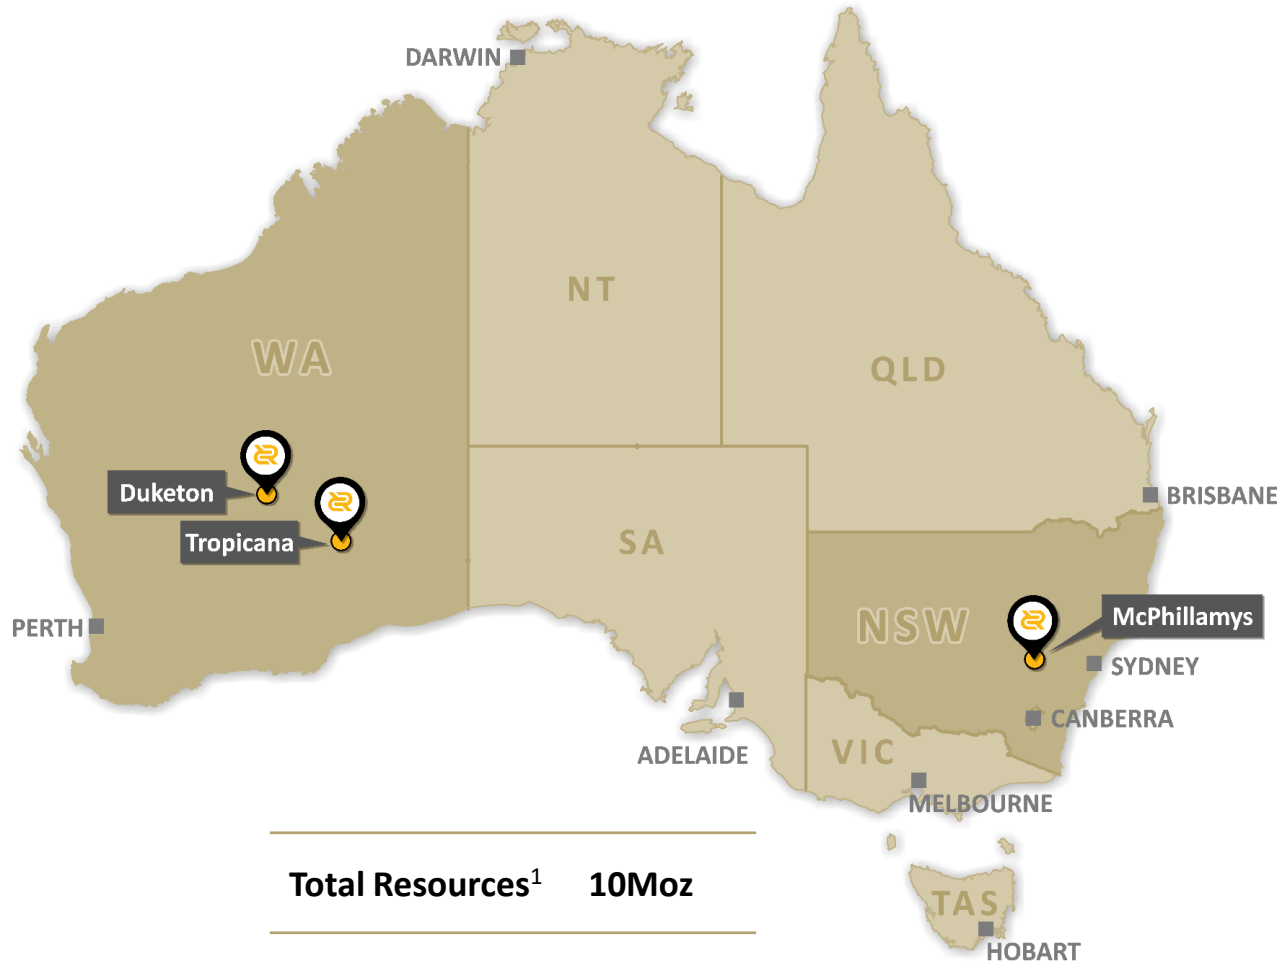 DARWIN
NT
WA
QLD
Duketon
BRISBANE
Tropicana
SA
McPhillamys
PERTH
NSW
SYDNEY
CANBERRA
ADELAIDE
VIC
MELBOURNE
Total Resources1 10Moz
TAS
HOBART